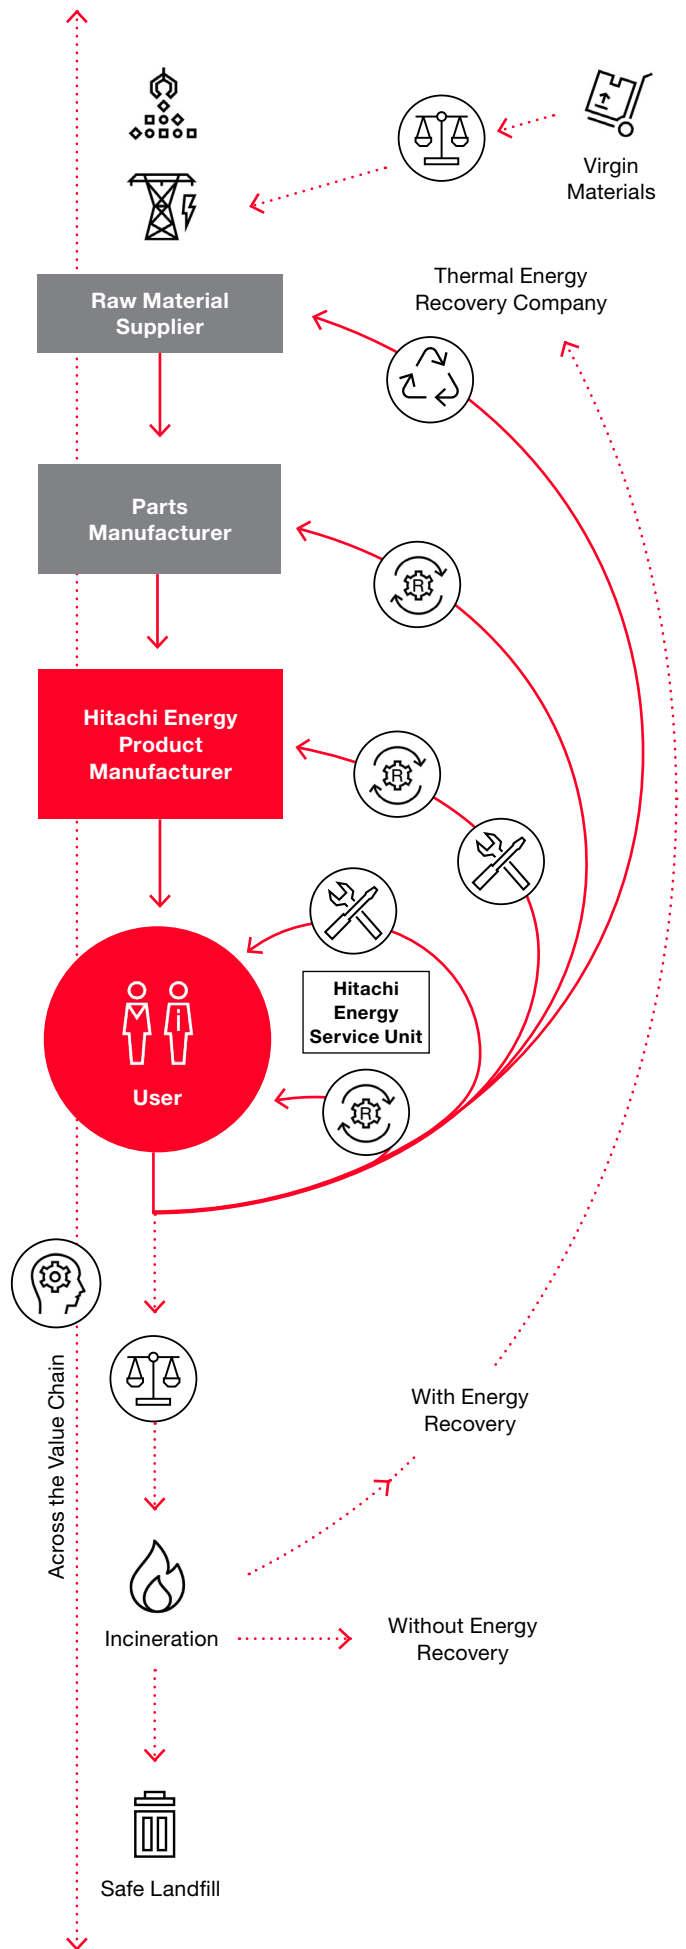 Virgin
Materials
Thermal Energy
Recovery Company
Raw Material
Supplier
Parts
Manufacturer
R
Hitachi Energy
Product
Manufacturer
R
Hitachi
Energy
Service Unit
User
R
Across the Value Chain
With Energy
Recovery
Incineration
Without Energy
Recovery
Safe Landfill